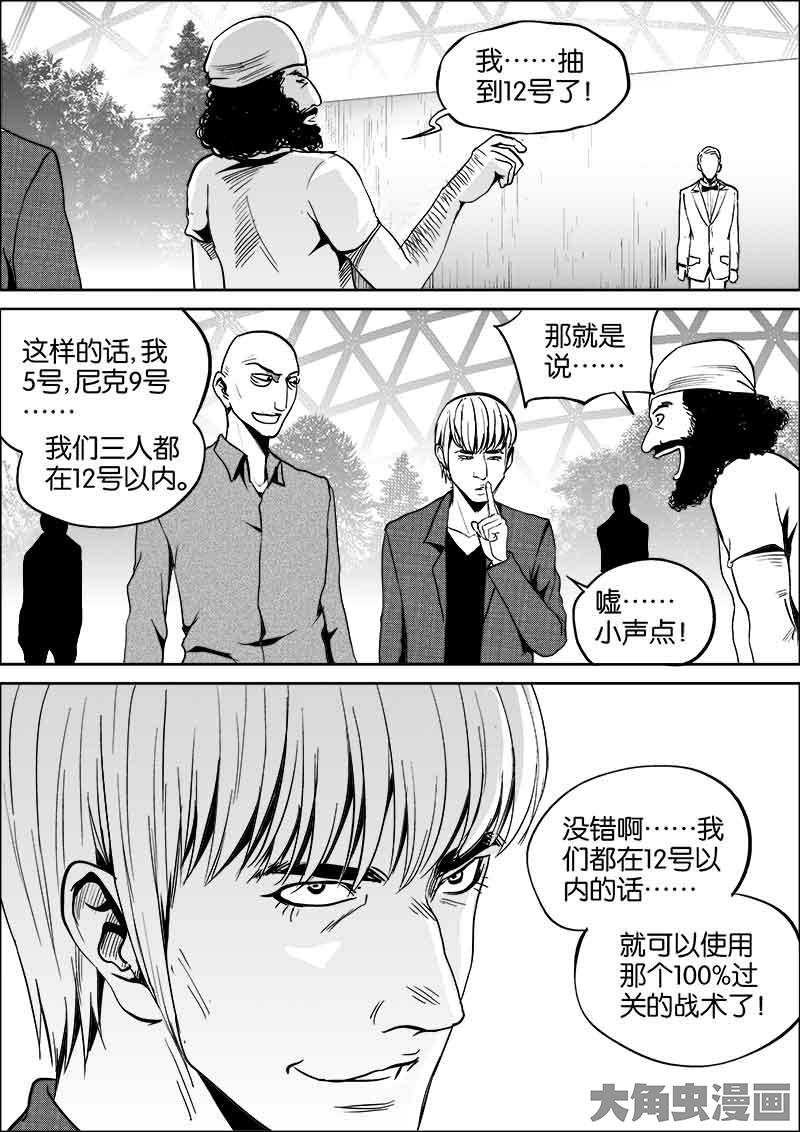 我……抽
到12号了！
这样的话，我
5号，尼克9号
……
我们三人都
在12号以内。
那就是
说……
嘘……
小声点！
没错啊……我
们都在12号以
内的话……
就可以使用
那个100%过
关的战术了！
大角虫漫画